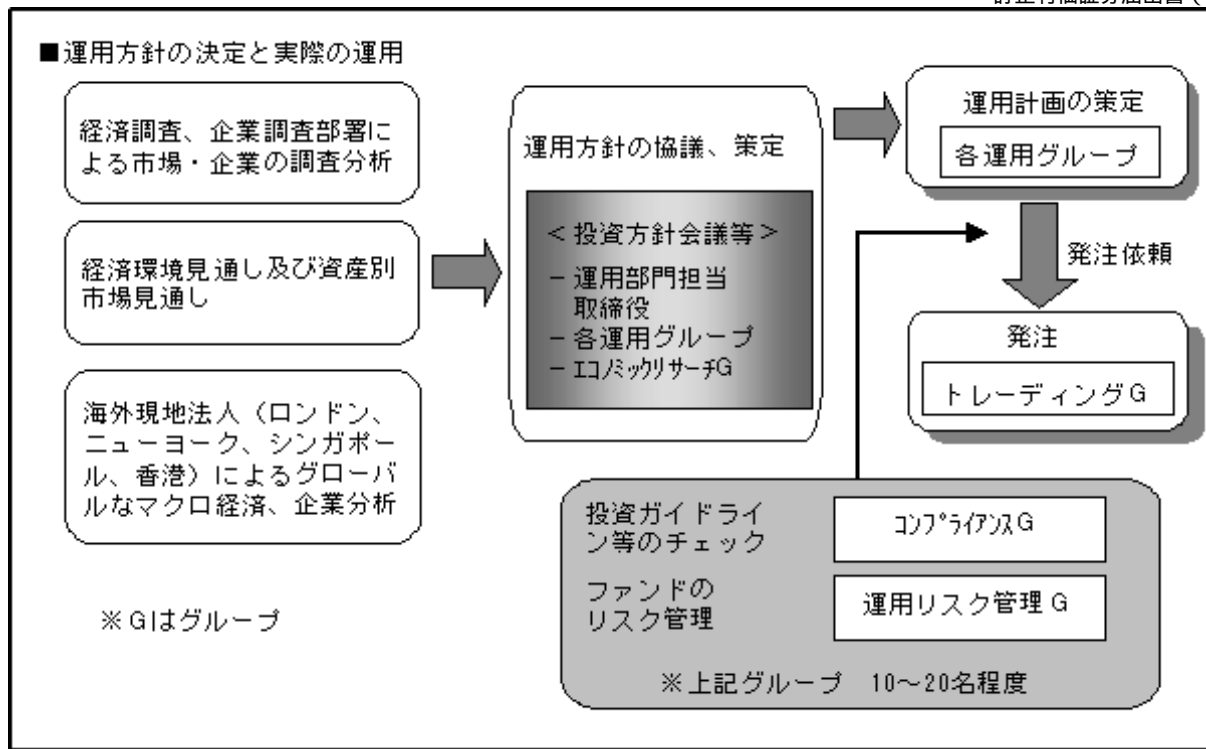 訂正有価証券届出書（
■運用方針の決定と実際の運用
経済調査、企業調査部署に
よる市場・企業の調査分析
経済環境見通し及び資産別
市場見通し
海外現地法人（ロンドン、
ニューヨーク、シンガポー
ル、香港）によるグローバ
ルなマクロ経済、企業分析
※Gはグループ
運用方針の協議、策定
＜投資方針会議等＞
－運用部門担当
取締役
－各運用グループ
－ｴｺﾉﾐｯｸﾘｻｰﾁG
運用計画の策定
各運用グループ
発注依頼
発注
トレーディングG
投資ガイドライ
ン等のチェック
ｺﾝﾌﾟﾗｲｱﾝｽG
ファンドの
リスク管理
運用リスク管理G
※上記グループ　10～20名程度